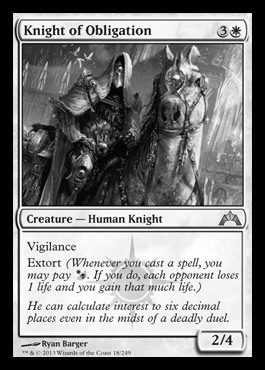 Knight of Obligation 3
Creature — Human Knight
Vigilance
Extort (Whenever you cast a spell, you
may pay . If you do, each opponent loses
1 life and you gain that much life.)
He can calculate interest to six decimal
places even in the midst of a deadly duel.
Ryan Barger
2/4
™ & © 2013 Wizards of the Coast 18/249